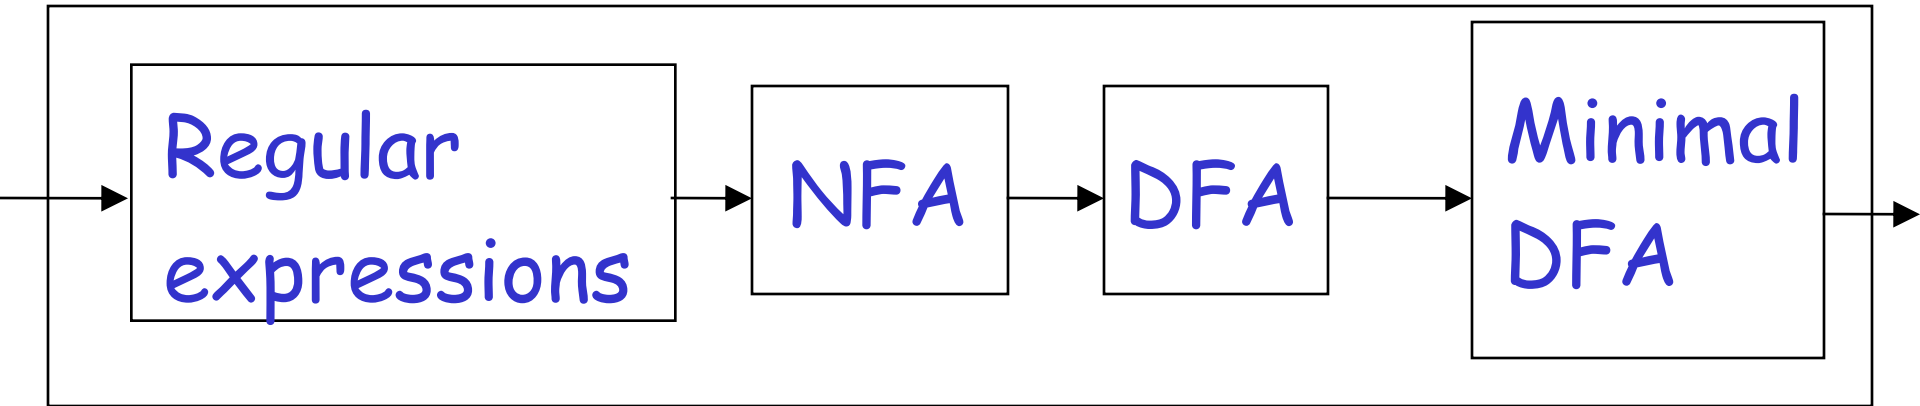 Regular
expressions
NFA
DFA
Minimal
DFA